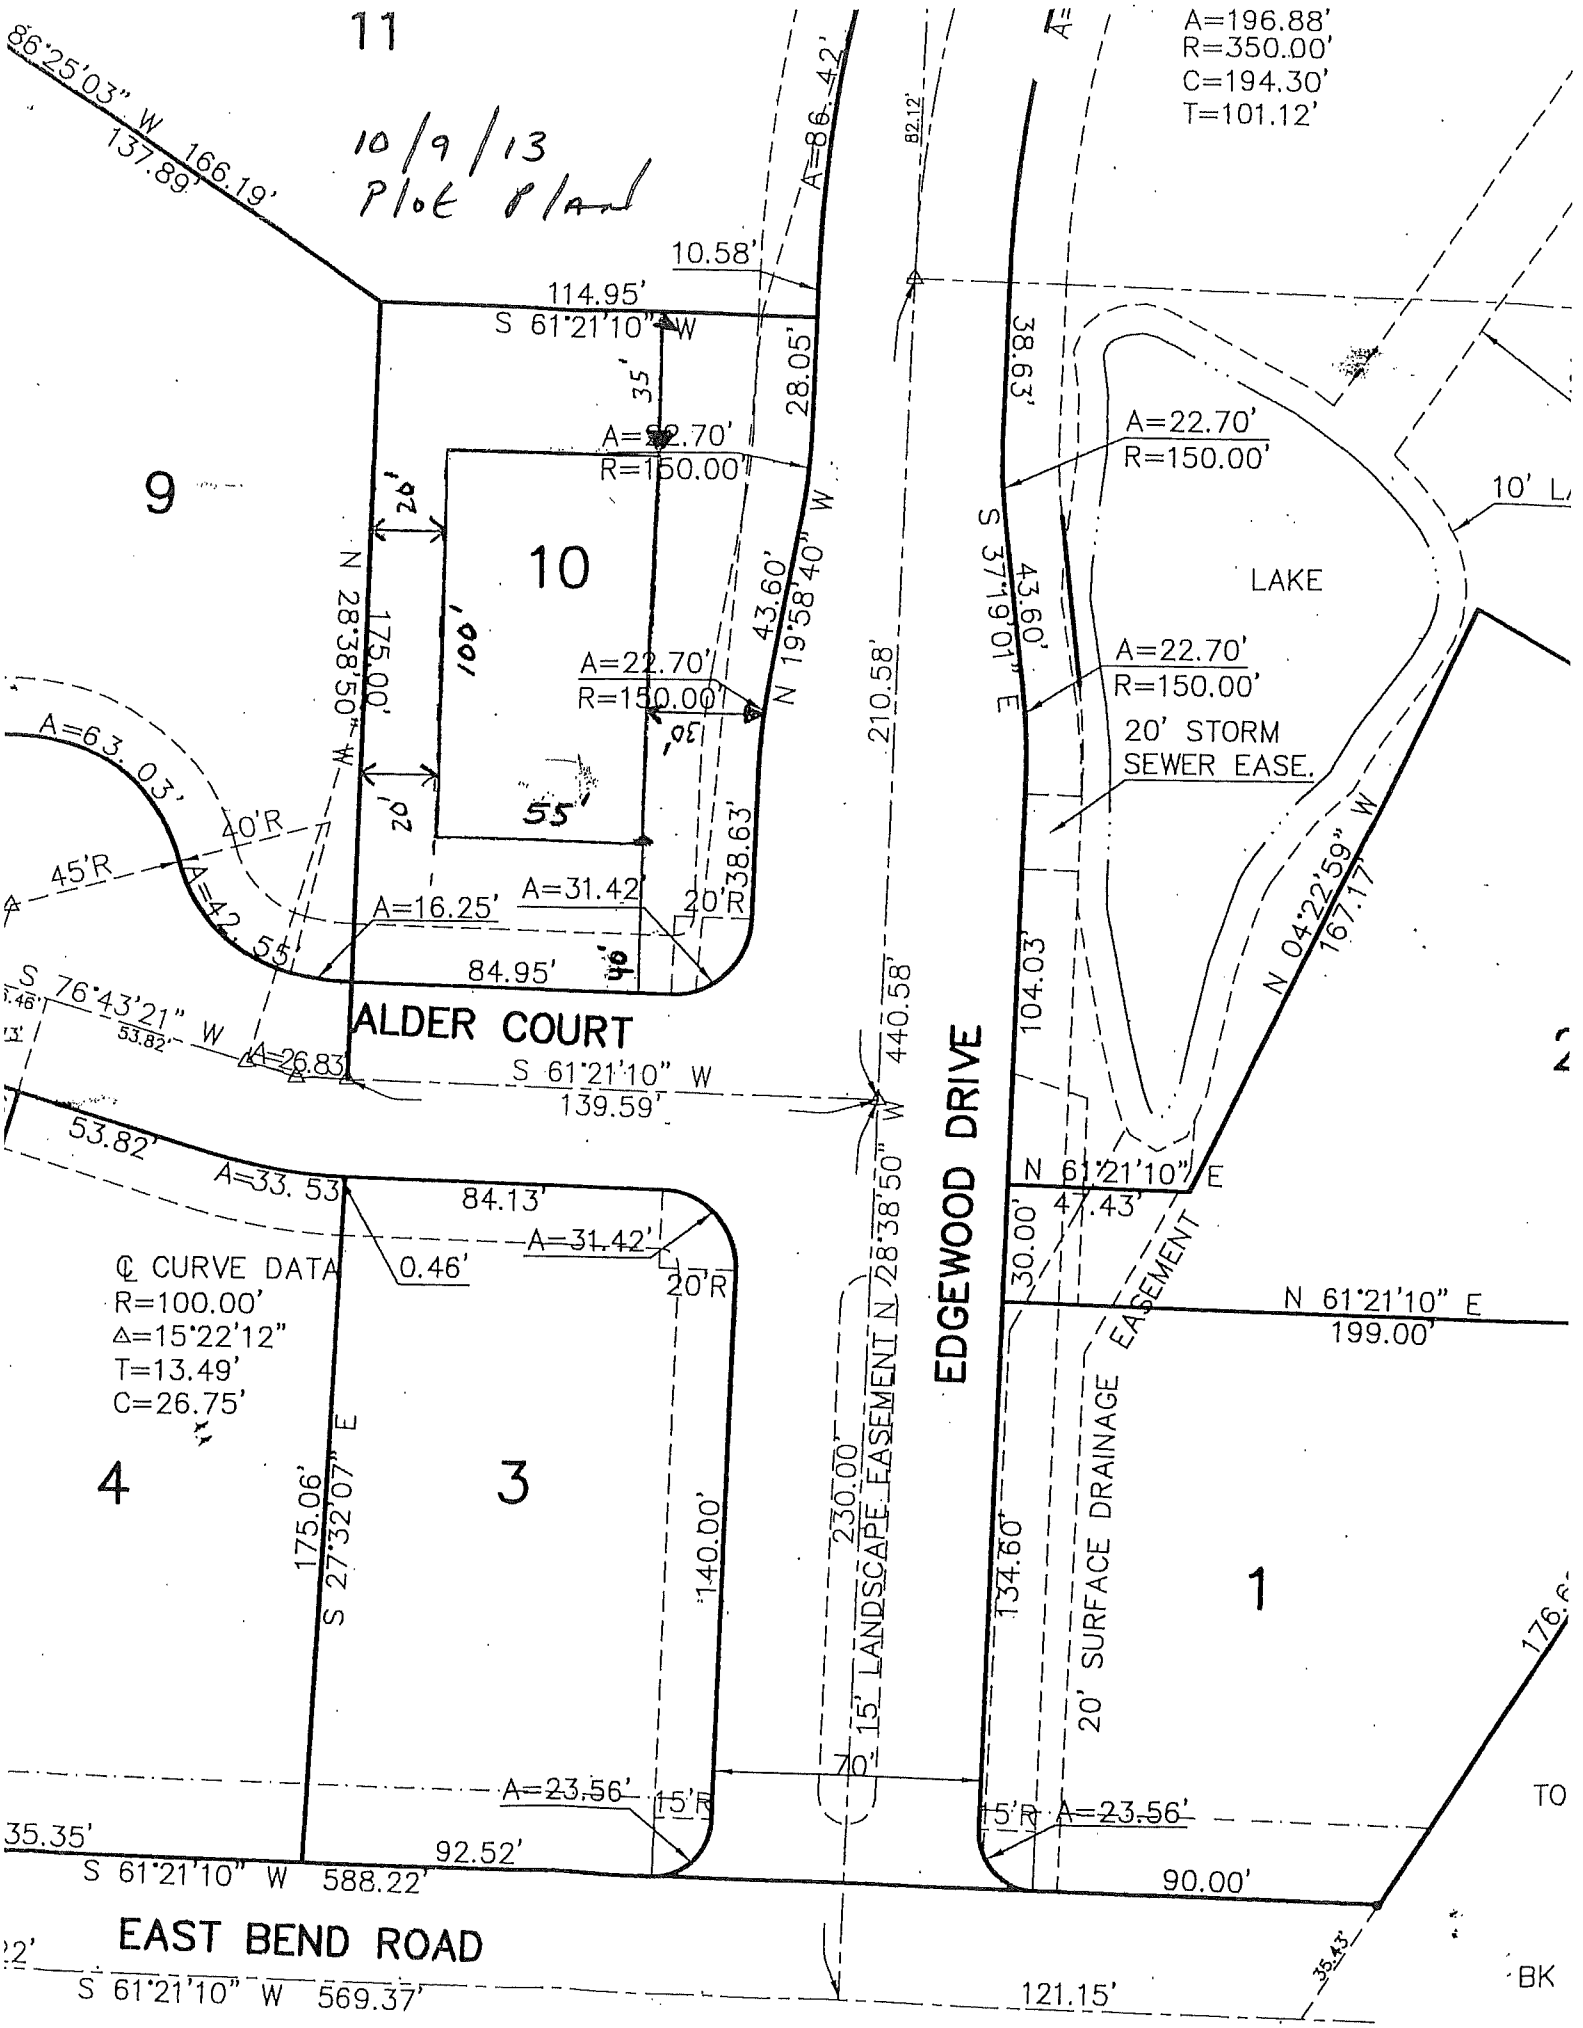 11
A=196.88'
R=350.00'
C=194.30'
T=101.12'
86°25'03" W
166.19'
137.89'
10/9/13
Plot Plan
A=86.42'
82.12'
10.58'
114.95'
S 61°21'10" W
35'
28.05'
38.63'
A=22.70'
R=150.00'
A=22.70'
R=150.00'
9
20'
10
10' LA
N 28°38'50" W
175.00'
100'
43.60'
N 19°58'40" W
S 37°19'01" E
43.60'
LAKE
A=22.70'
R=150.00'
A=22.70'
R=150.00'
30'
210.58'
20' STORM
SEWER EASE.
A=63.03'
20'
55'
40'R
45'R
38.63'
A=42.55'
A=16.25'
A=31.42'
20'R
N 04°22'59" W
167.17'
84.95'
40'
104.03'
440.58'
S 76°43'21" W
53.82'
ALDER COURT
A=26.83'
S 61°21'10" W
139.59'
53.82'
A=33.53
84.13'
A=31.42'
0.46'
20'R
N 61°21'10" E
47.43'
30.00'
EDGEWOOD DRIVE
℄ CURVE DATA
R=100.00'
△=15°22'12"
T=13.49'
C=26.75'
N 61°21'10" E
199.00'
4
175.06'
S 27°32'07" E
3
140.00'
230.00'
15' LANDSCAPE EASEMENT N 28°38'50" W
134.60'
20' SURFACE DRAINAGE EASEMENT
1
176.6
70'
A=23.56'
15'R
15'R
A=23.56'
TO
35.35'
92.52'
S 61°21'10" W 588.22'
90.00'
EAST BEND ROAD
22'
S 61°21'10" W 569.37'
121.15'
35.43'
BK